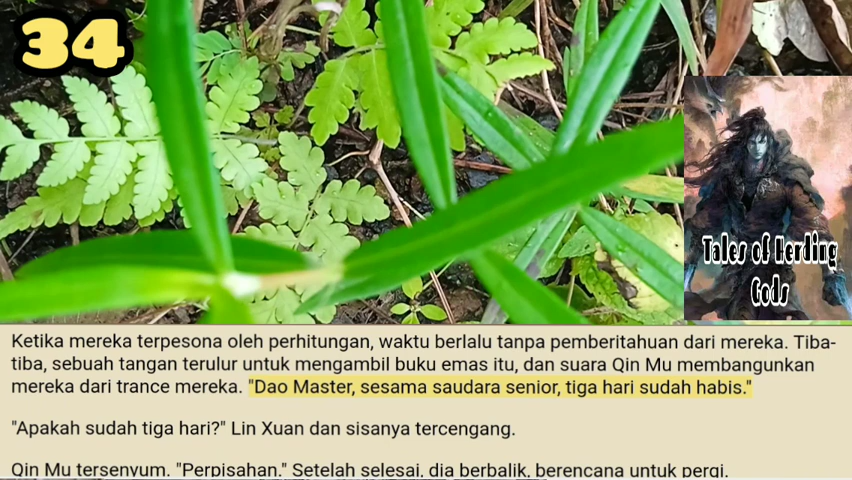 34
Tales of Herding
Gods
Ketika mereka terpesona oleh perhitungan, waktu berlalu tanpa pemberitahuan dari mereka. Tiba-
tiba, sebuah tangan terulur untuk mengambil buku emas itu, dan suara Qin Mu membangunkan
mereka dari trance mereka. "Dao Master, sesama saudara senior, tiga hari sudah habis."
"Apakah sudah tiga hari?" Lin Xuan dan sisanya tercengang.
Qin Mu tersenyum. "Perpisahan." Setelah selesai, dia berbalik, berencana untuk pergi.